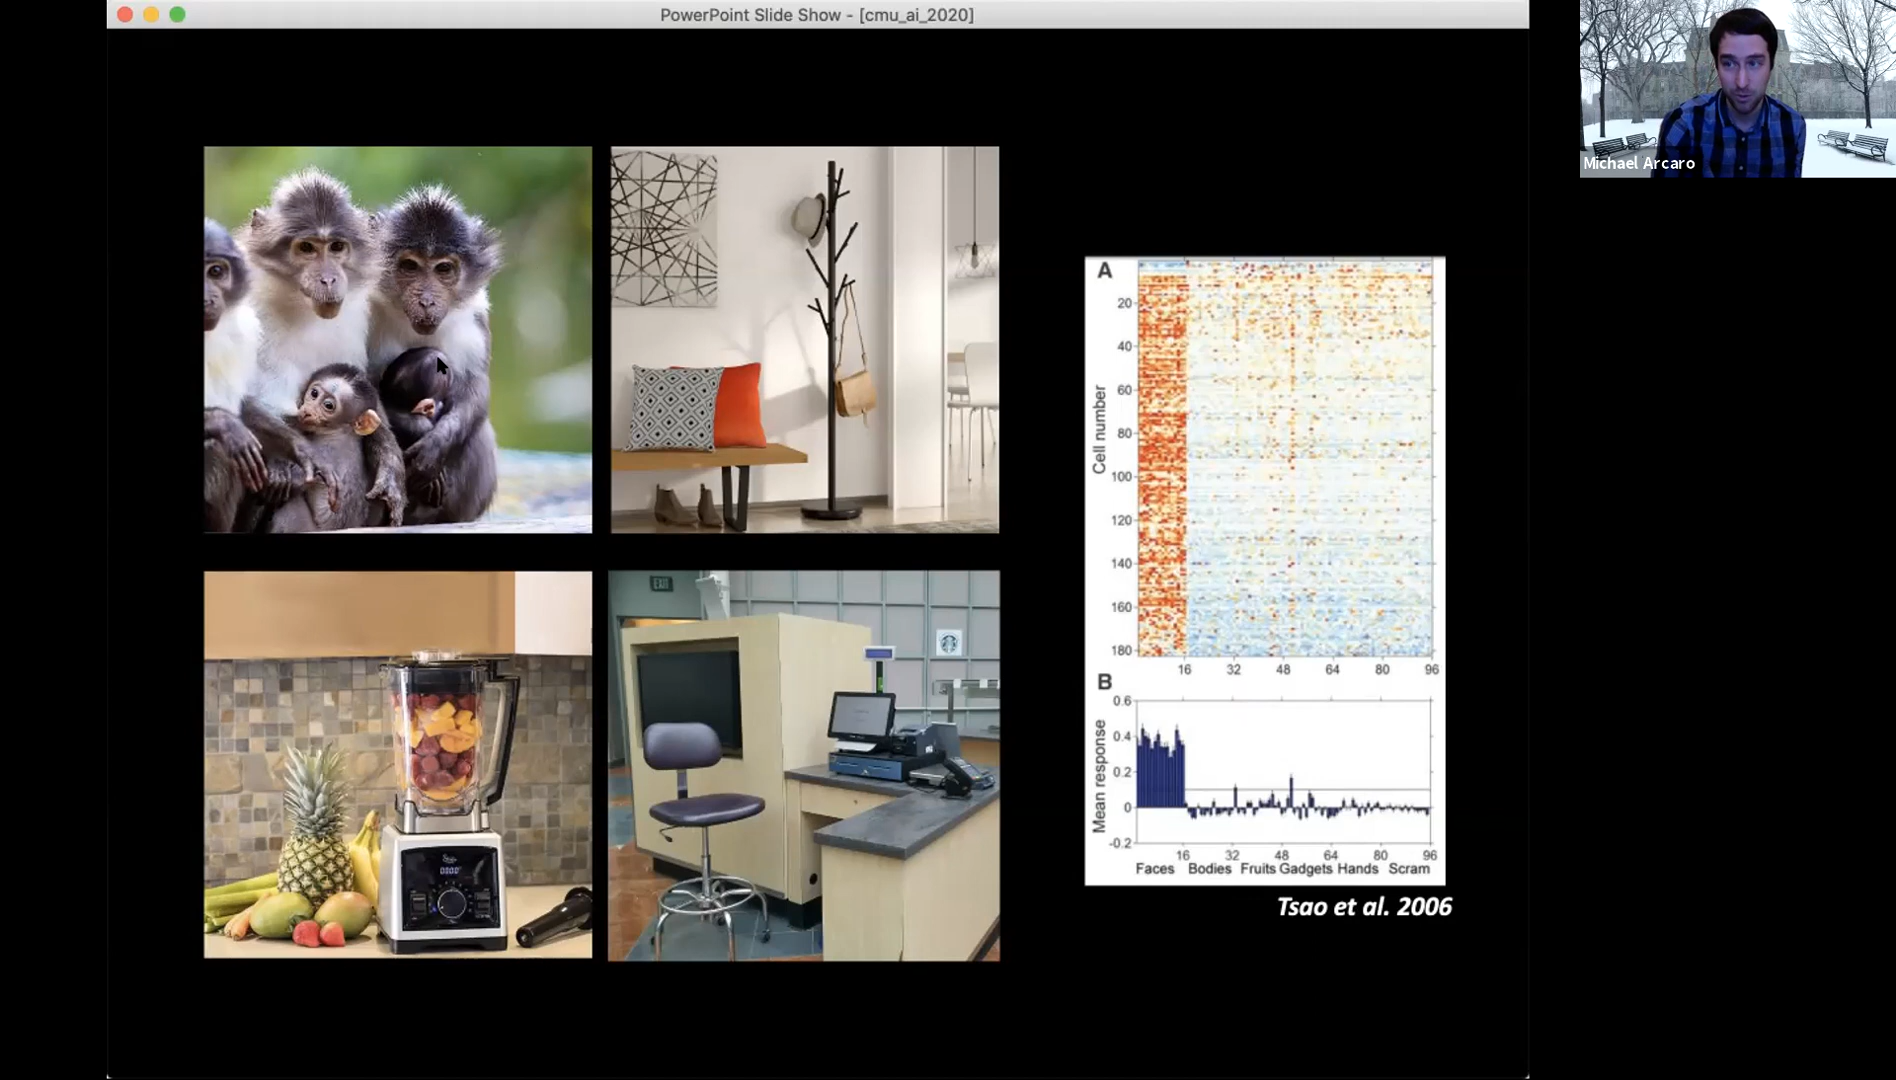 PowerPoint Slide Show - [cmu_ai_2020]
Michael Arcaro
EXIT
A
Cell number
20
40
60
80
100
120
140
160
180
16 32 48 64 80 96
B
Mean response
0.6
0.4
0.2
0
-0.2
16 32 48 64 80 96
Faces Bodies Fruits Gadgets Hands Scram
Tsao et al. 2006